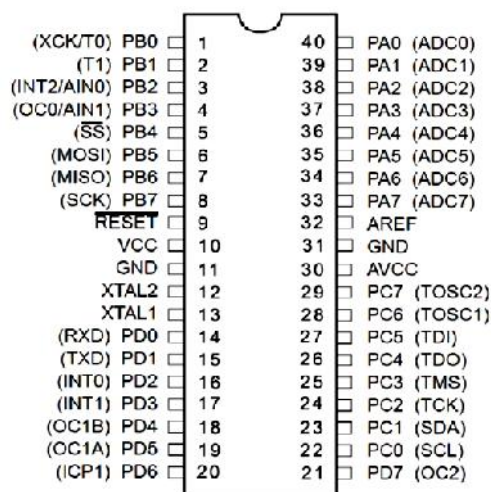 (XCK/T0) PB0 1 40 PA0 (ADC0)
(T1) PB1 2 39 PA1 (ADC1)
(INT2/AIN0) PB2 3 38 PA2 (ADC2)
(OC0/AIN1) PB3 4 37 PA3 (ADC3)
(SS) PB4 5 36 PA4 (ADC4)
(MOSI) PB5 6 35 PA5 (ADC5)
(MISO) PB6 7 34 PA6 (ADC6)
(SCK) PB7 8 33 PA7 (ADC7)
RESET 9 32 AREF
VCC 10 31 GND
GND 11 30 AVCC
XTAL2 12 29 PC7 (TOSC2)
XTAL1 13 28 PC6 (TOSC1)
(RXD) PD0 14 27 PC5 (TDI)
(TXD) PD1 15 26 PC4 (TDO)
(INT0) PD2 16 25 PC3 (TMS)
(INT1) PD3 17 24 PC2 (TCK)
(OC1B) PD4 18 23 PC1 (SDA)
(OC1A) PD5 19 22 PC0 (SCL)
(ICP1) PD6 20 21 PD7 (OC2)